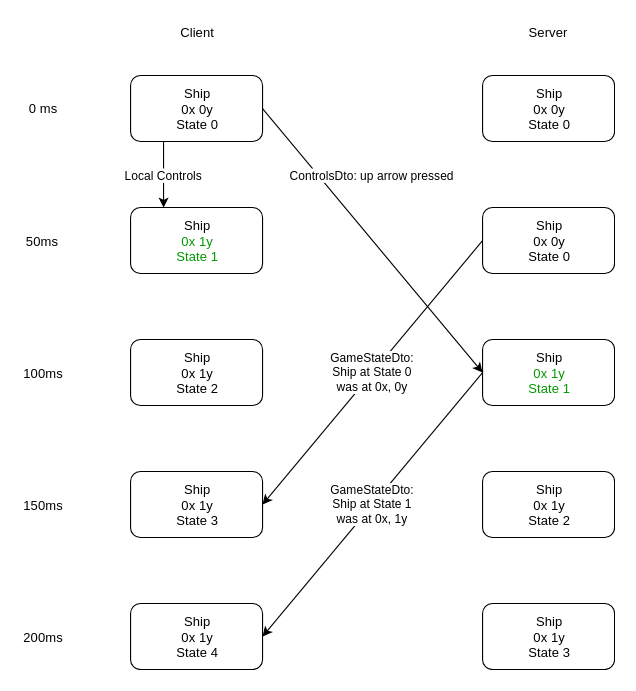 Client
Server
0 ms
Ship
0x 0y
State 0
Ship
0x 0y
State 0
Local Controls
ControlsDto: up arrow pressed
50ms
Ship
0x 1y
State 1
Ship
0x 0y
State 0
100ms
Ship
0x 1y
State 2
GameStateDto:
Ship at State 0
was at 0x, 0y
Ship
0x 1y
State 1
150ms
Ship
0x 1y
State 3
GameStateDto:
Ship at State 1
was at 0x, 1y
Ship
0x 1y
State 2
200ms
Ship
0x 1y
State 4
Ship
0x 1y
State 3